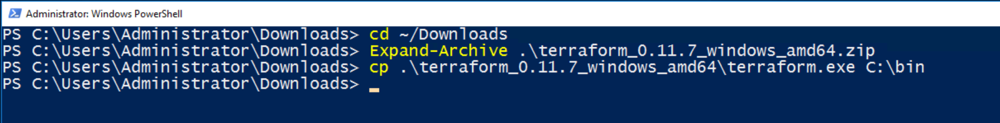 Administrator: Windows PowerShell
PS C:\Users\Administrator\Downloads> cd ~/Downloads
PS C:\Users\Administrator\Downloads> Expand-Archive .\terraform_0.11.7_windows_amd64.zip
PS C:\Users\Administrator\Downloads> cp .\terraform_0.11.7_windows_amd64\terraform.exe C:\bin
PS C:\Users\Administrator\Downloads>